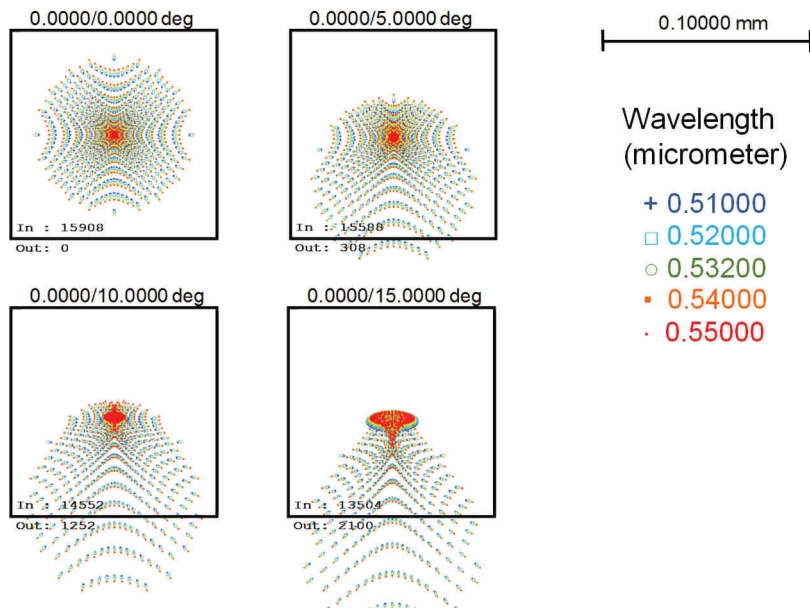 0.0000/0.0000 deg
0.0000/5.0000 deg
0.10000 mm
In : 15908
Out: 0
In : 15588
Out: 308
Wavelength
(micrometer)
+ 0.51000
□ 0.52000
○ 0.53200
▪ 0.54000
· 0.55000
0.0000/10.0000 deg
0.0000/15.0000 deg
In : 14552
Out: 1252
In : 13504
Out: 2100